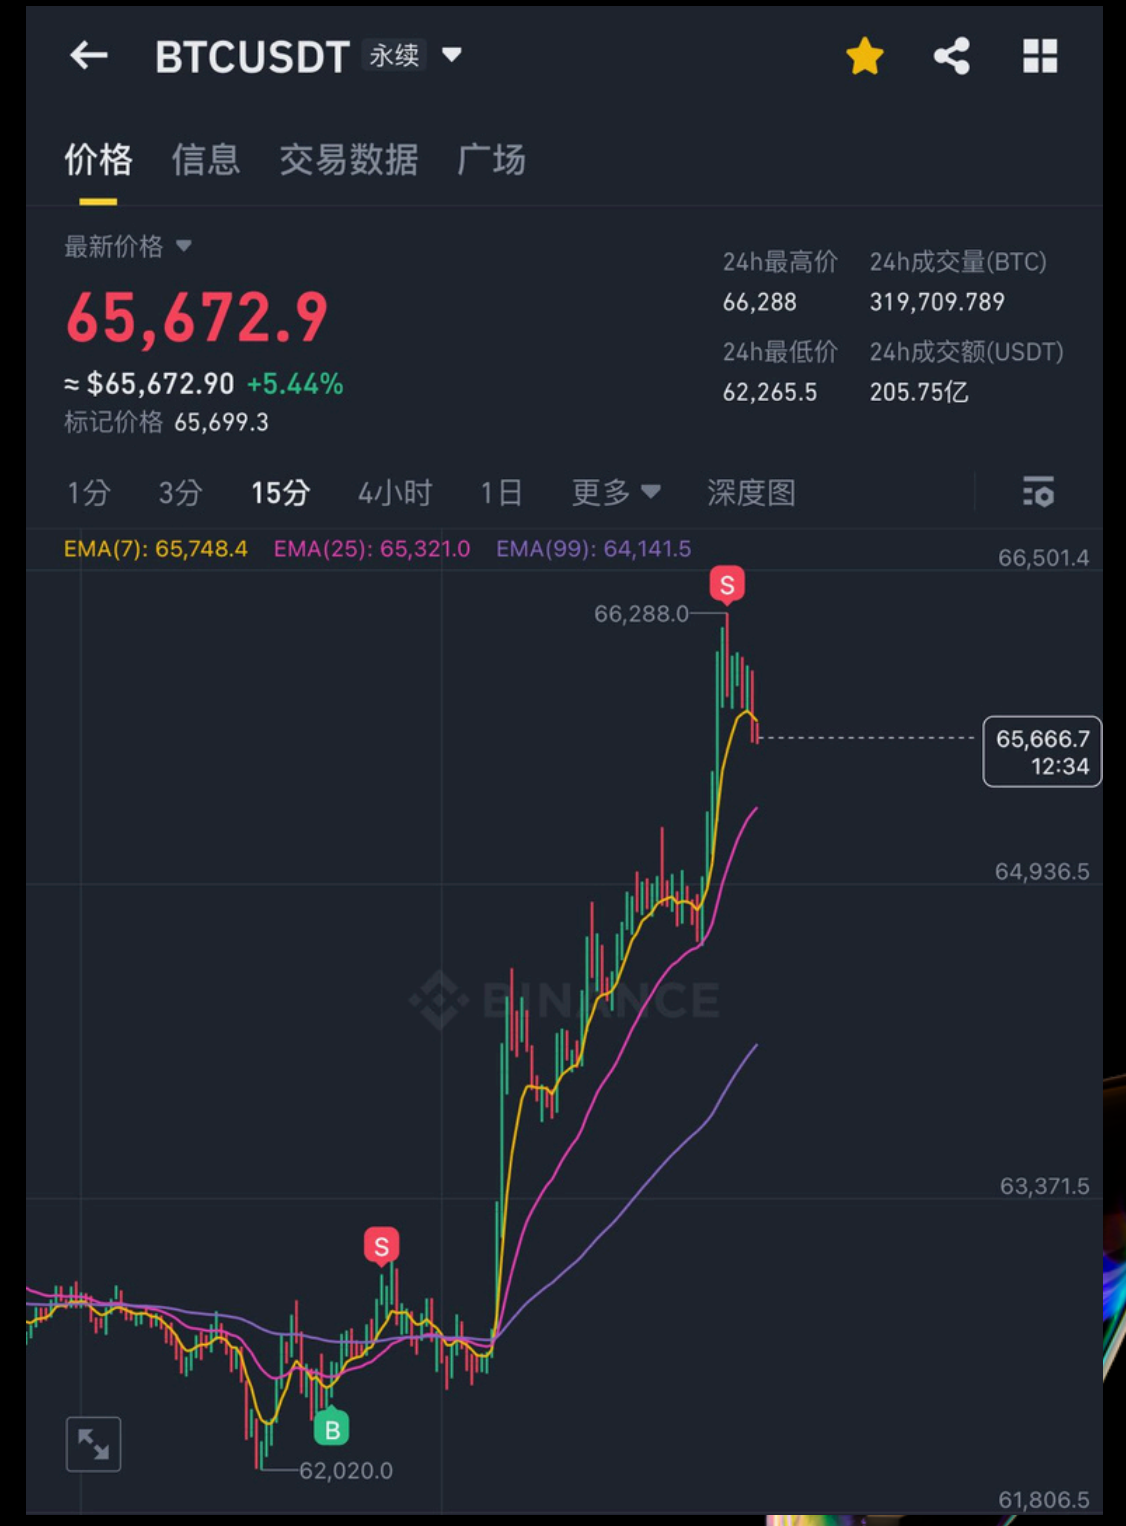 BTCUSDT 永续
价格 信息 交易数据 广场
最新价格
24h最高价 24h成交量(BTC)
65,672.9
66,288 319,709.789
24h最低价 24h成交额(USDT)
≈ $65,672.90 +5.44%
62,265.5 205.75亿
标记价格 65,699.3
1分 3分 15分 4小时 1日 更多 深度图
EMA(7): 65,748.4 EMA(25): 65,321.0 EMA(99): 64,141.5
66,501.4
S
66,288.0
65,666.7
12:34
64,936.5
BINANCE
63,371.5
S
B
62,020.0
61,806.5